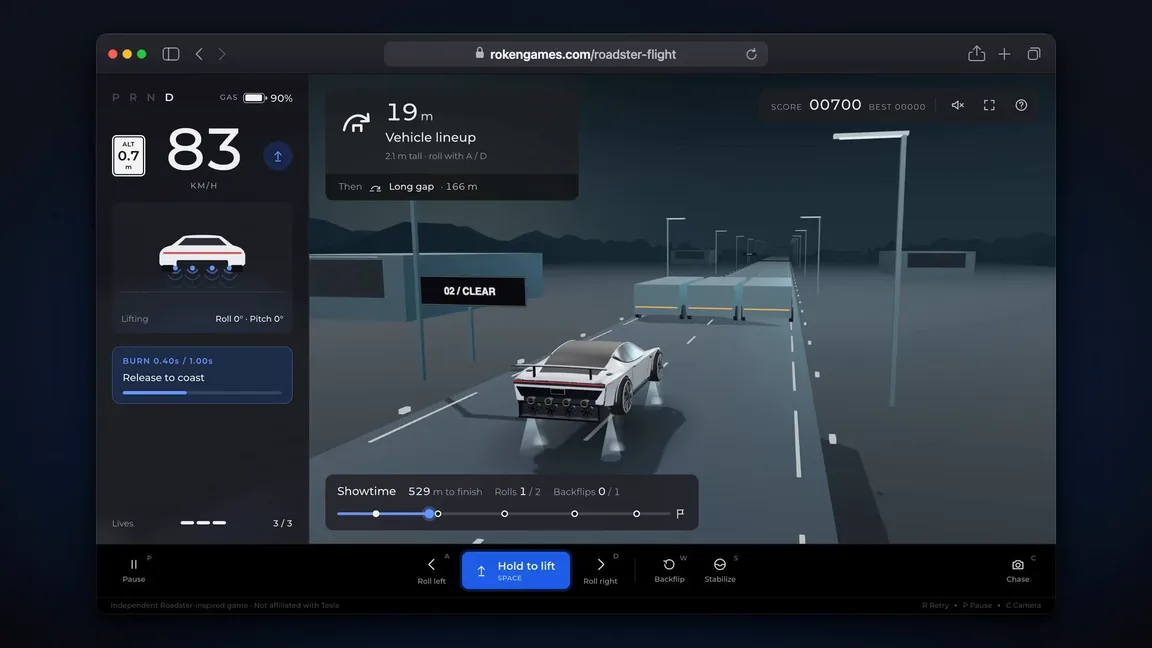 rokengames.com/roadster-flight
P R N D
GAS 90%
ALT
0.7
m
83
KM/H
Lifting
Roll 0° · Pitch 0°
BURN 0.40s / 1.00s
Release to coast
Lives
3 / 3
19 m
Vehicle lineup
2.1 m tall · roll with A / D
Then Long gap · 166 m
SCORE 00700 BEST 00000
02 / CLEAR
Showtime 529 m to finish Rolls 1 / 2 Backflips 0 / 1
P
Pause
A
Roll left
Hold to lift
SPACE
D
Roll right
W
Backflip
S
Stabilize
C
Chase
Independent Roadster-inspired game · Not affiliated with Tesla
R Retry • P Pause • C Camera